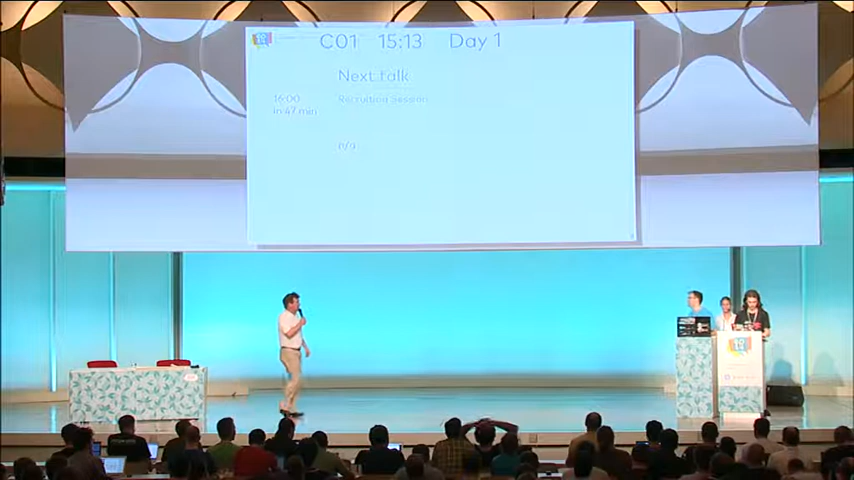 C01 15:13 Day 1
Next talk
16:00 Recruiting Session
in 47 min
n/a